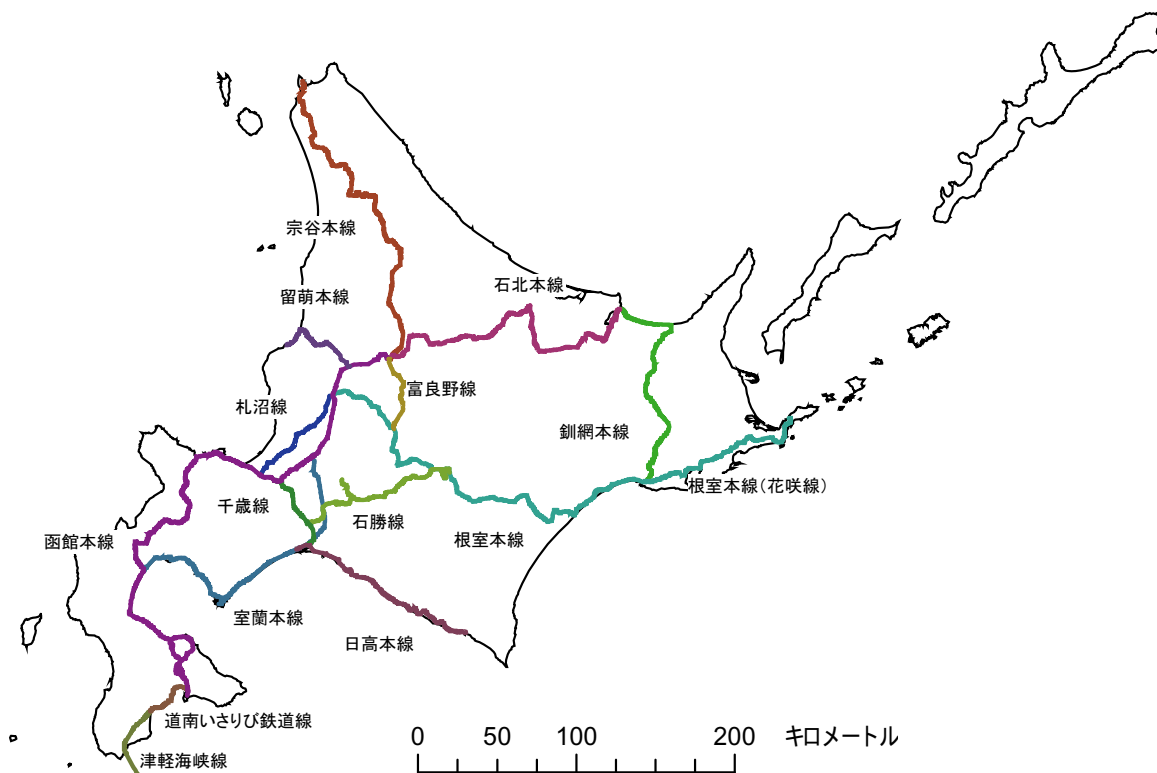 宗谷本線
石北本線
留萌本線
富良野線
札沼線
釧網本線
根室本線(花咲線)
千歳線
石勝線
函館本線
根室本線
室蘭本線
日高本線
道南いさりび鉄道線
津軽海峡線
0 50 100 200 キロメートル